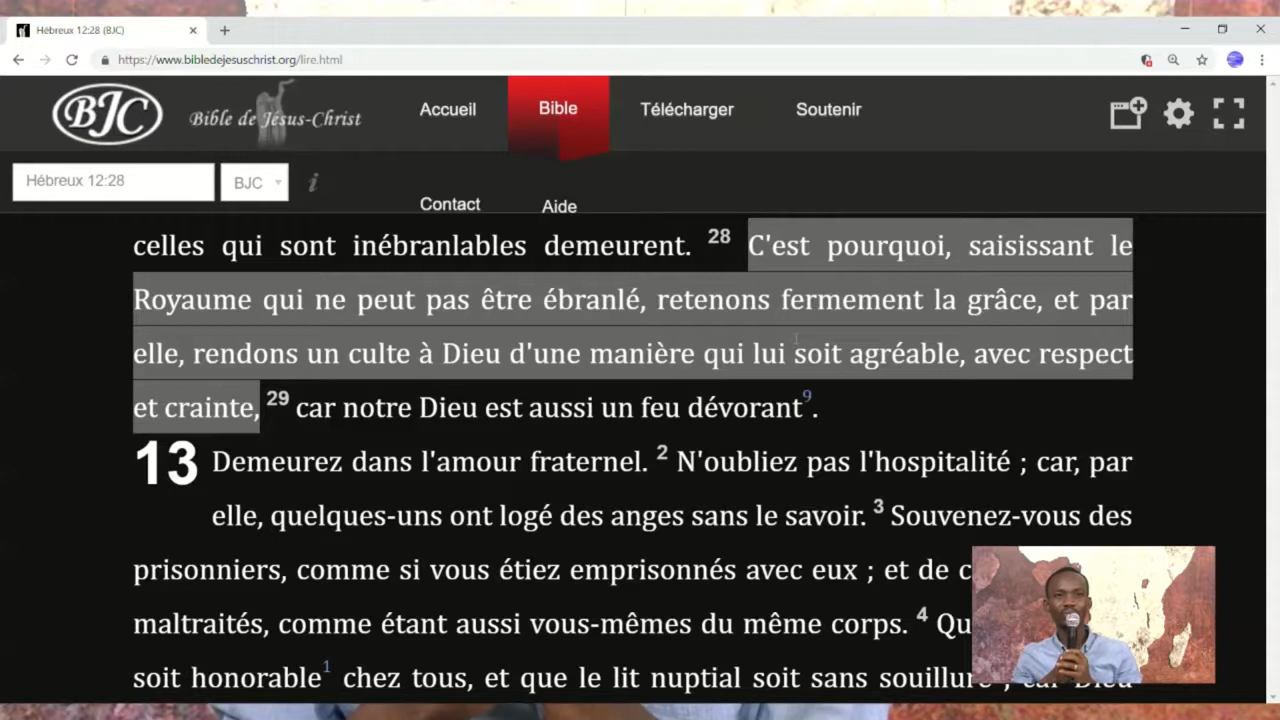 Hébreux 12:28 (BJC)
https://www.bibledejesuschrist.org/lire.html
BJC
Bible de Jésus-Christ
Accueil
Bible
Télécharger
Soutenir
Hébreux 12:28
BJC
i
Contact
Aide
celles qui sont inébranlables demeurent. 28 C'est pourquoi, saisissant le
Royaume qui ne peut pas être ébranlé, retenons fermement la grâce, et par
elle, rendons un culte à Dieu d'une manière qui lui soit agréable, avec respect
et crainte, 29 car notre Dieu est aussi un feu dévorant9.
13 Demeurez dans l'amour fraternel. 2 N'oubliez pas l'hospitalité ; car, par
elle, quelques-uns ont logé des anges sans le savoir. 3 Souvenez-vous des
prisonniers, comme si vous étiez emprisonnés avec eux ; et de
maltraités, comme étant aussi vous-mêmes du même corps. 4
soit honorable1 chez tous, et que le lit nuptial soit sans